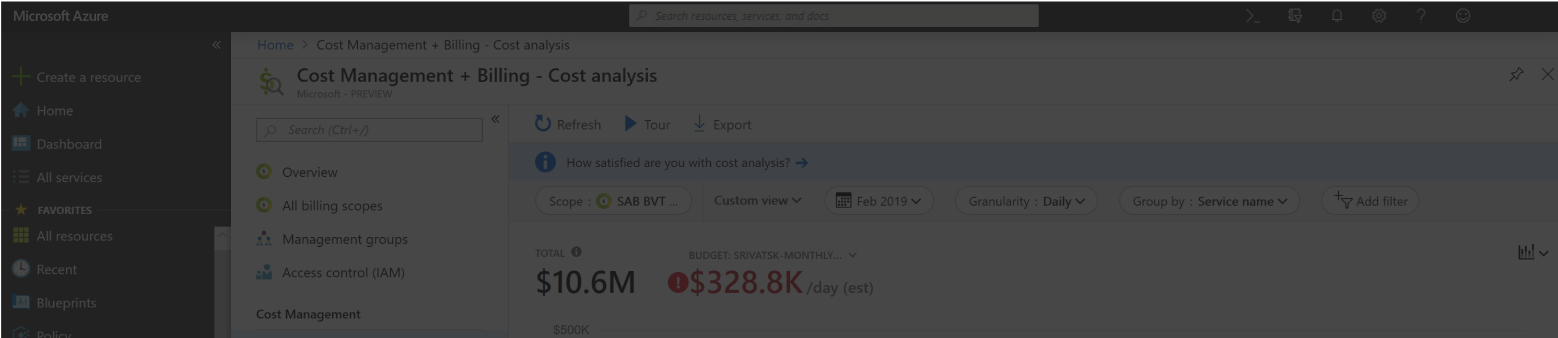 Microsoft Azure
Search resources, services, and docs
Create a resource
Home
Dashboard
All services
FAVORITES
All resources
Recent
Blueprints
Policy
Home > Cost Management + Billing - Cost analysis
Cost Management + Billing - Cost analysis
Microsoft - PREVIEW
Search (Ctrl+/)
Overview
All billing scopes
Management groups
Access control (IAM)
Cost Management
Refresh Tour Export
How satisfied are you with cost analysis?
Scope : SAB BVT ... Custom view Feb 2019 Granularity : Daily Group by : Service name Add filter
TOTAL BUDGET: SRIVATSK-MONTHLY...
$10.6M $328.8K /day (est)
$500K